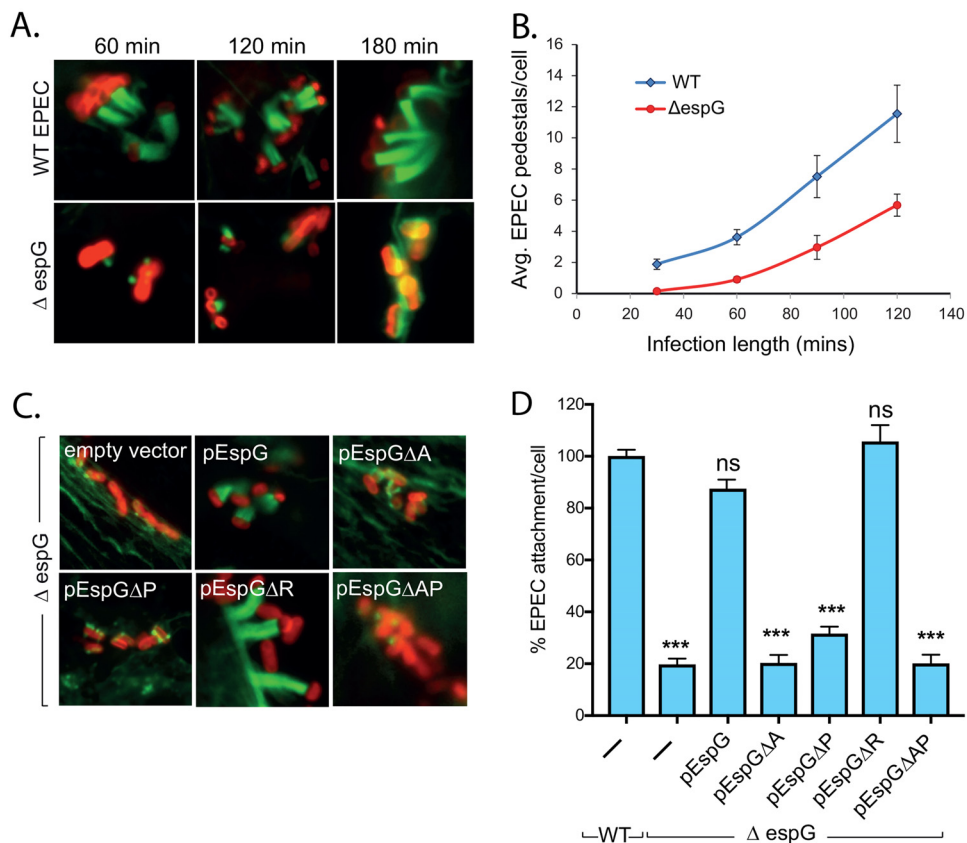 A.
60 min 120 min 180 min
WT EPEC
Δ espG
B.
Avg. EPEC pedestals/cell
16
14
12
10
8
6
4
2
0
WT
ΔespG
0 20 40 60 80 100 120 140
Infection length (mins)
C.
Δ espG
empty vector pEspG pEspGΔA
pEspGΔP pEspGΔR pEspGΔAP
D
% EPEC attachment/cell
120
100
80
60
40
20
0
*** ns *** *** ns ***
— — pEspG pEspGΔA pEspGΔP pEspGΔR pEspGΔAP
WT Δ espG